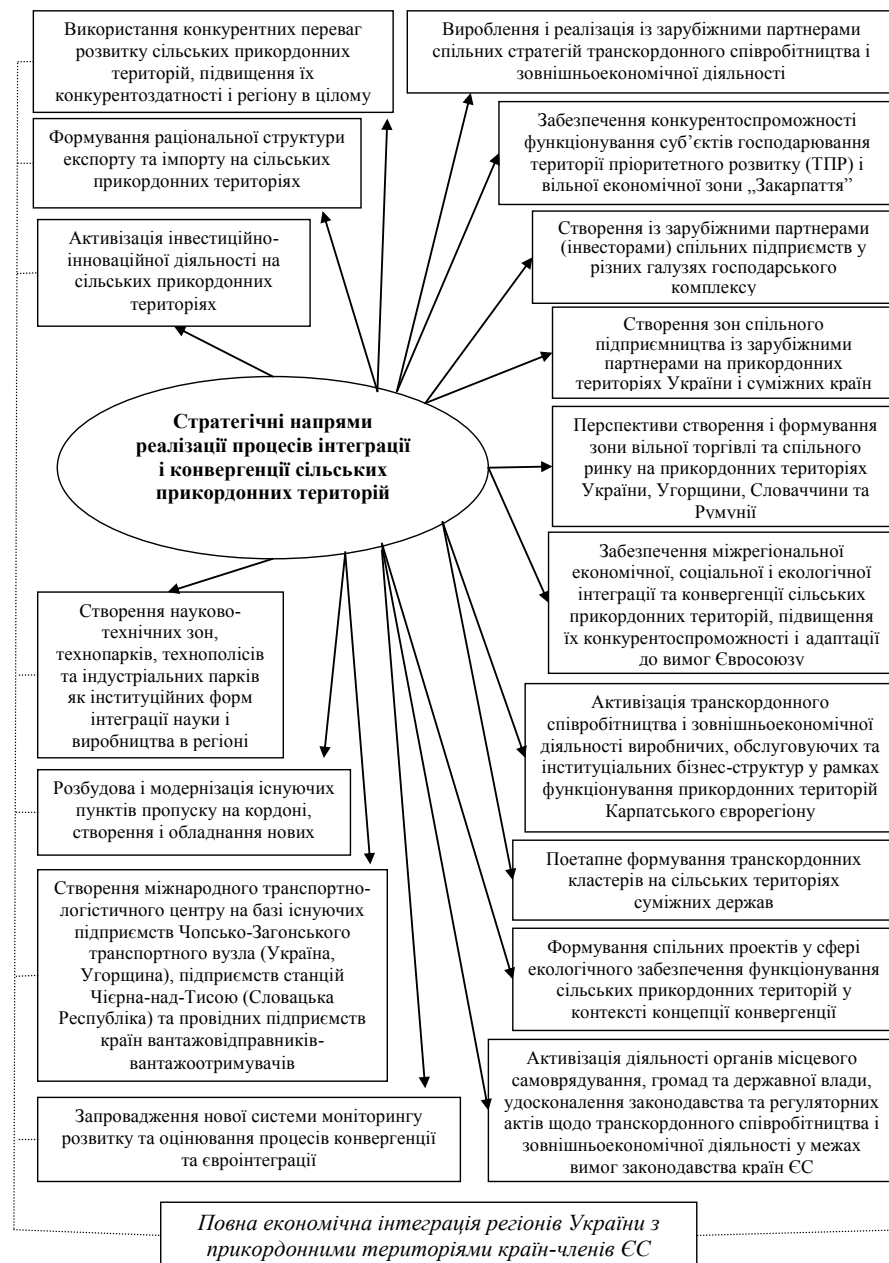 Використання конкурентних переваг
розвитку сільських прикордонних
територій, підвищення їх
конкурентоздатності і регіону в цілому
Формування раціональної структури
експорту та імпорту на сільських
прикордонних територіях
Активізація інвестиційно-
інноваційної діяльності на
сільських прикордонних
територіях
Вироблення і реалізація із зарубіжними
партнерами
спільних стратегій транскордонного співробітництва і
зовнішньоекономічної діяльності
Забезпечення конкурентоспроможності
функціонування суб’єктів господарювання
території пріоритетного розвитку (ТПР) і
вільної економічної зони „Закарпаття”
Створення із зарубіжними партнерами
(інвесторами) спільних підприємств у
різних галузях господарського
комплексу
Створення зон спільного
підприємництва із зарубіжними
партнерами на прикордонних
територіях України і суміжних країн
Стратегічні напрями
реалізації процесів інтеграції
і конвергенції сільських
прикордонних територій
Перспективи створення і формування
зони вільної торгівлі та спільного
ринку на прикордонних територіях
України, Угорщини, Словаччини та
Румунії
Забезпечення міжрегіональної
економічної, соціальної і екологічної
інтеграції та конвергенції сільських
прикордонних територій, підвищення
їх конкурентоспроможності і адаптації
до вимог Євросоюзу
Створення науково-
технічних зон,
технопарків, технополісів
та індустріальних парків
як інституційних форм
інтеграції науки і
виробництва в регіоні
Розбудова і модернізація існуючих
пунктів пропуску на кордоні,
створення і обладнання нових
Створення міжнародного транспортно-
логістичного центру на базі існуючих
підприємств Чопсько-Загонського
транспортного вузла (Україна,
Угорщина), підприємств станцій
Чієрна-над-Тисою (Словацька
Республіка) та провідних підприємств
країн вантажовідправників-
вантажоотримувачів
Запровадження нової системи моніторингу
розвитку та оцінювання процесів конвергенції
та євроінтеграції
Активізація транскордонного
співробітництва і зовнішньоекономічної
діяльності виробничих, обслуговуючих та
інституціальних бізнес-структур у рамках
функціонування прикордонних територій
Карпатського єврорегіону
Поетапне формування транскордонних
кластерів на сільських територіях
суміжних держав
Формування спільних проектів у сфері
екологічного забезпечення функціонування
сільських прикордонних територій у
контексті концепції конвергенції
Активізація діяльності органів місцевого
самоврядування, громад та державної влади,
удосконалення законодавства та регуляторних
актів щодо транскордонного співробітництва і
зовнішньоекономічної діяльності у межах
вимог законодавства країн ЄС
Повна економічна інтеграція регіонів України з
прикордонними територіями країн-членів ЄС